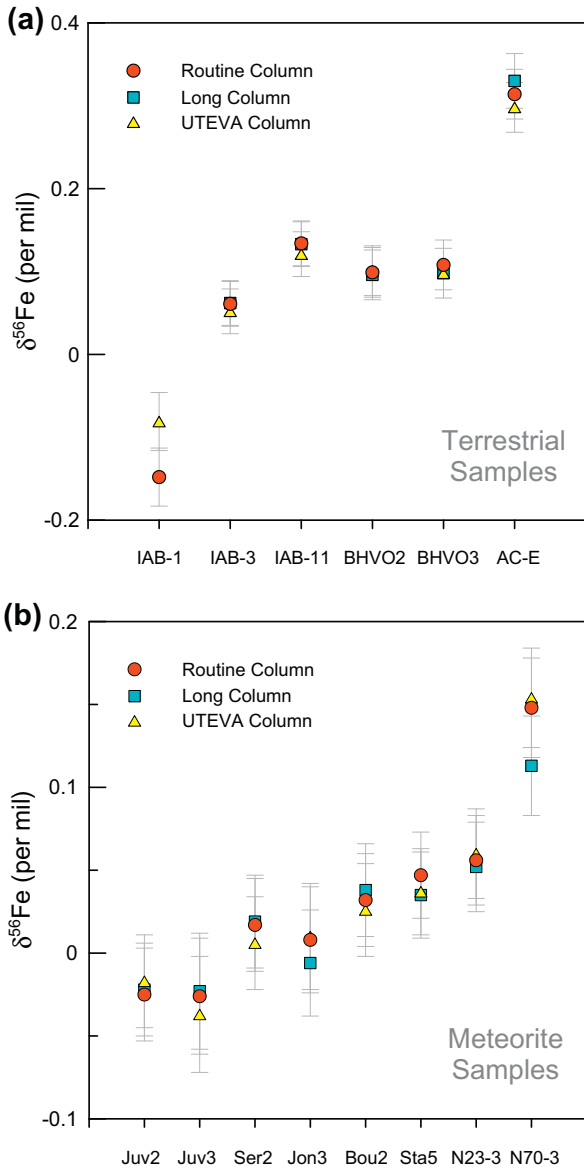 (a)
0.4
Routine Column
Long Column
UTEVA Column
0.2
δ56Fe (per mil)
0
Terrestrial
Samples
-0.2
IAB-1 IAB-3 IAB-11 BHVO2 BHVO3 AC-E
(b)
0.2
Routine Column
Long Column
UTEVA Column
0.1
δ56Fe (per mil)
0
Meteorite
Samples
-0.1
Juv2 Juv3 Ser2 Jon3 Bou2 Sta5 N23-3 N70-3